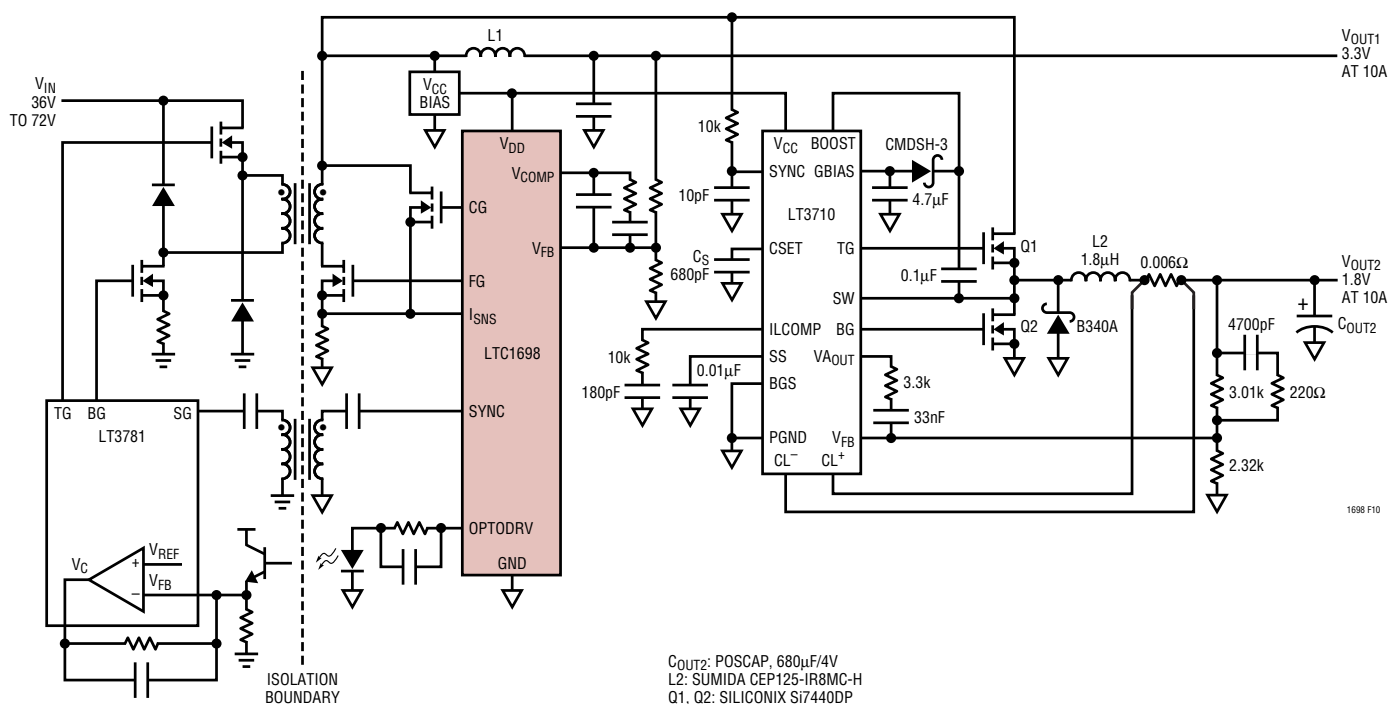 V_IN
36V
TO 72V
L1
V_OUT1
3.3V
AT 10A
V_CC
BIAS
V_DD
V_COMP
CG
V_FB
FG
I_SNS
LTC1698
SYNC
OPTODRV
GND
10k
10pF
C_S
680pF
10k
180pF
0.01µF
V_CC
BOOST
SYNC
GBIAS
LT3710
CSET
TG
SW
ILCOMP
BG
SS
VA_OUT
BGS
PGND
V_FB
CL⁻
CL⁺
CMDSH-3
4.7µF
0.1µF
3.3k
33nF
Q1
Q2
L2
1.8µH
0.006Ω
B340A
V_OUT2
1.8V
AT 10A
+
C_OUT2
4700pF
3.01k
220Ω
2.32k
TG
BG
SG
LT3781
V_C
V_REF
+
V_FB
–
ISOLATION
BOUNDARY
1698 F10
C_OUT2: POSCAP, 680µF/4V
L2: SUMIDA CEP125-IR8MC-H
Q1, Q2: SILICONIX Si7440DP